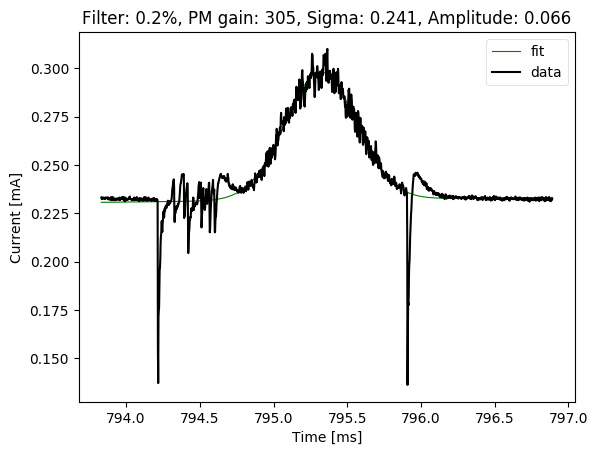 Filter: 0.2%, PM gain: 305, Sigma: 0.241, Amplitude: 0.066
fit
data
0.300
0.275
0.250
0.225
0.200
0.175
0.150
Current [mA]
794.0 794.5 795.0 795.5 796.0 796.5 797.0
Time [ms]